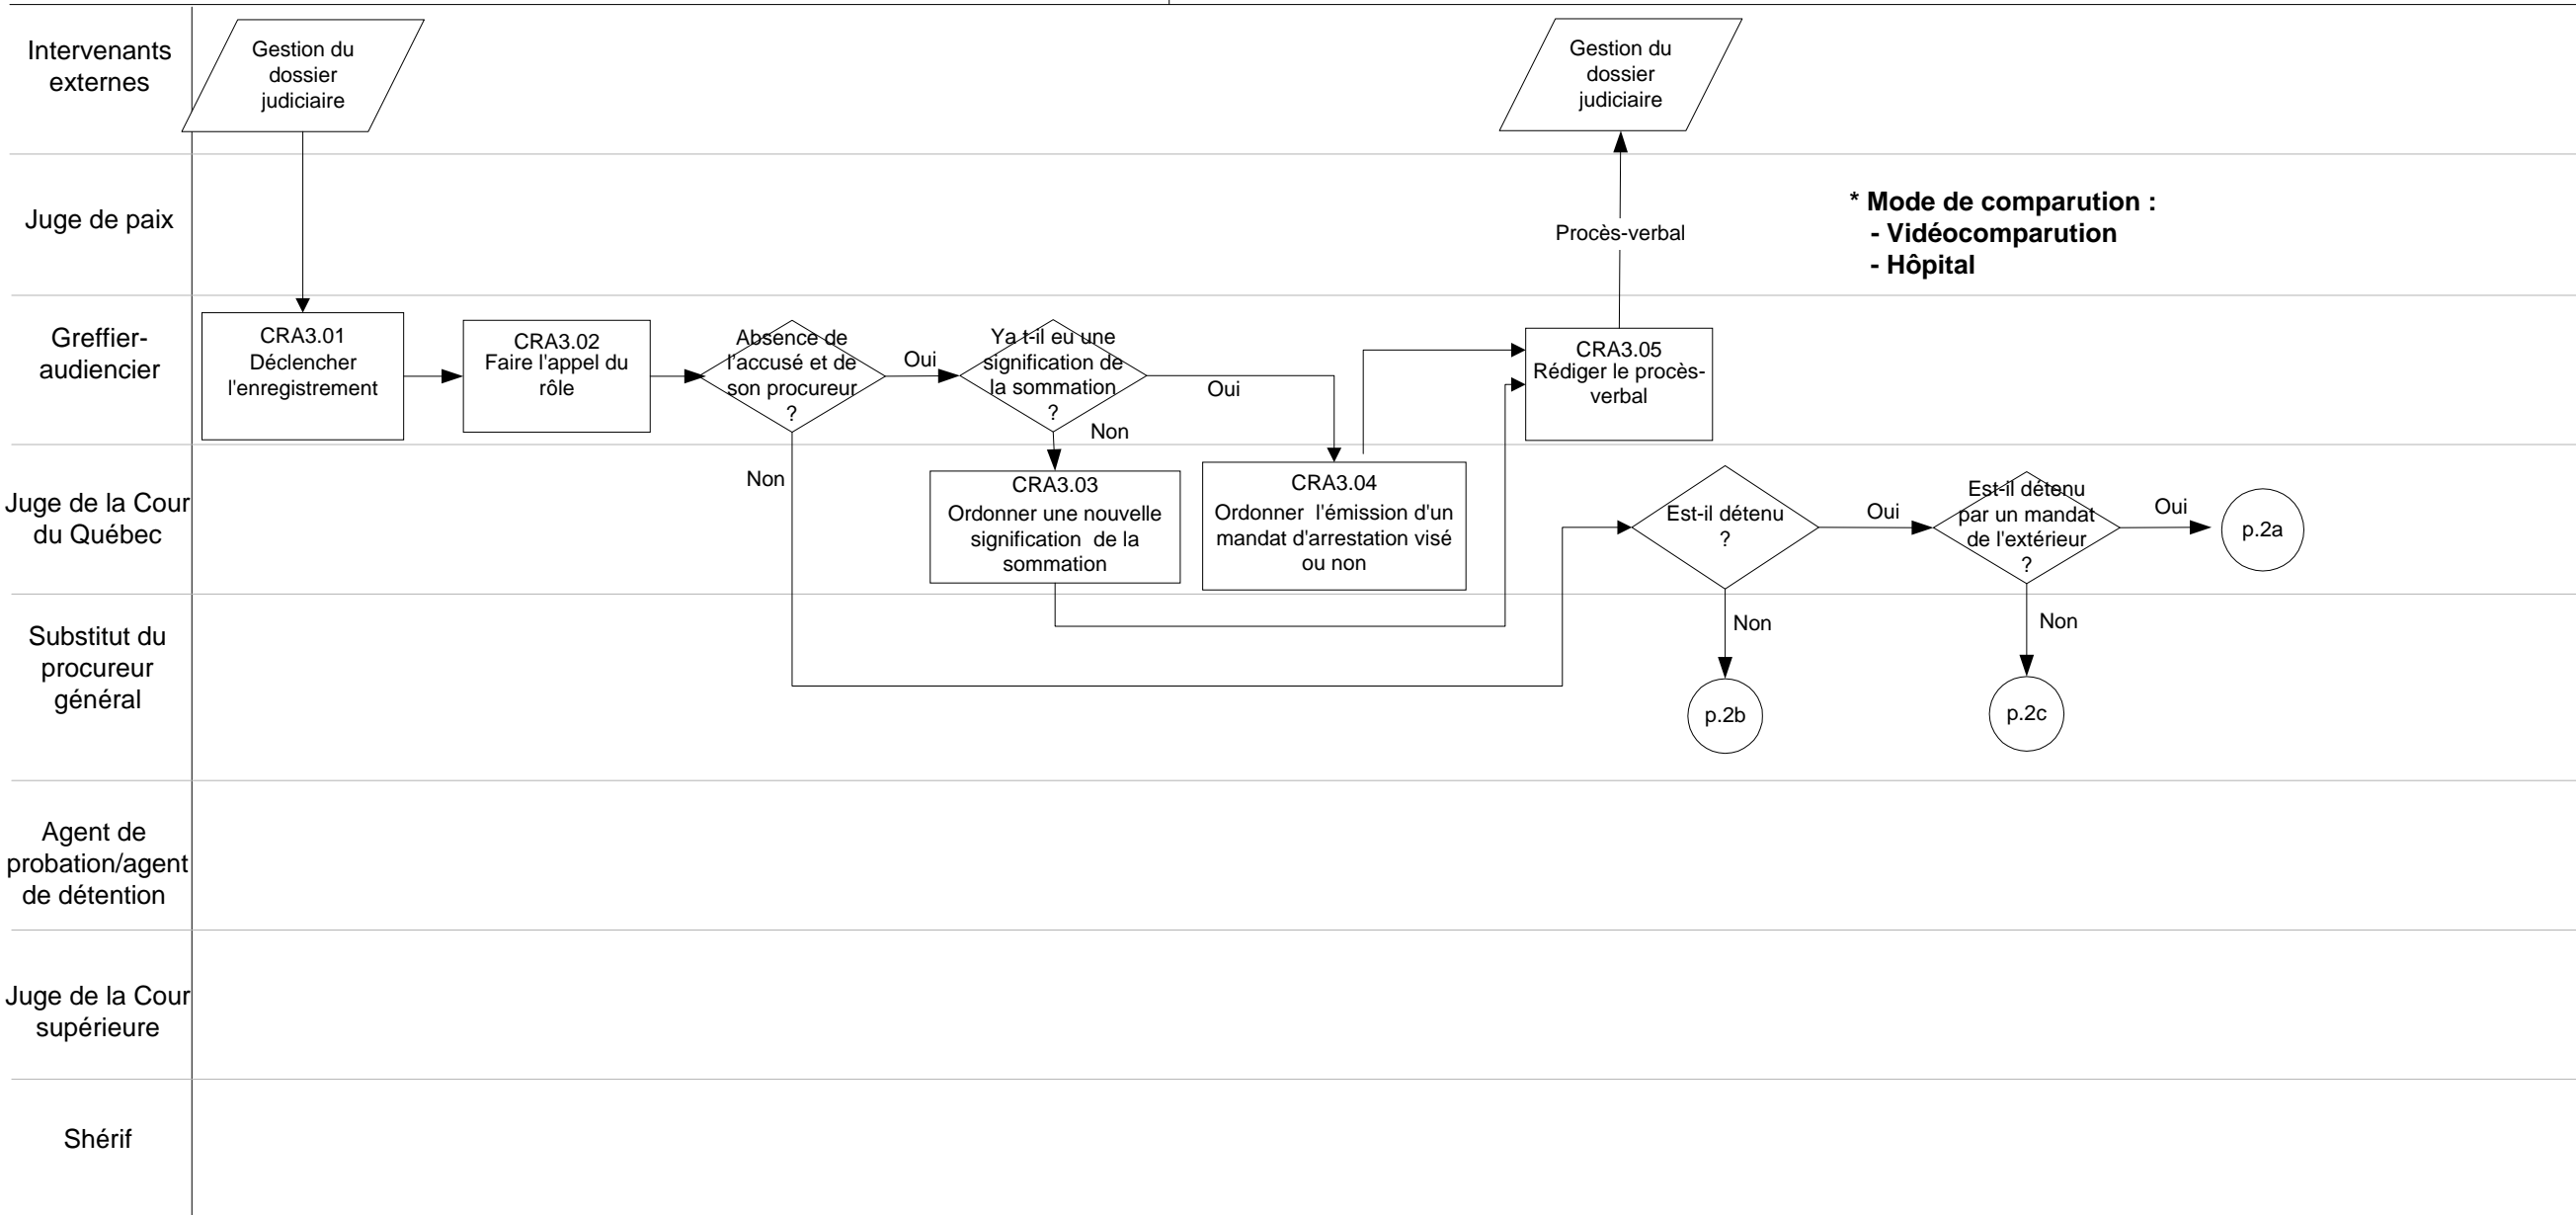 Intervenants
externes
Gestion du
dossier
judiciaire
Gestion du
dossier
judiciaire
Juge de paix
Procès-verbal
* Mode de comparution :
- Vidéocomparution
- Hôpital
Greffier-
audiencier
CRA3.01
Déclencher
l'enregistrement
CRA3.02
Faire l'appel du
rôle
Absence de
l'accusé et de
son procureur
?
Oui
Ya t-il eu une
signification de
la sommation
?
Oui
Non
CRA3.05
Rédiger le procès-
verbal
Juge de la Cour
du Québec
Non
CRA3.03
Ordonner une nouvelle
signification de la
sommation
CRA3.04
Ordonner l'émission d'un
mandat d'arrestation visé
ou non
Est-il détenu
?
Oui
Est-il détenu
par un mandat
de l'extérieur
?
Oui
p.2a
Substitut du
procureur
général
Non
Non
p.2b
p.2c
Agent de
probation/agent
de détention
Juge de la Cour
supérieure
Shérif